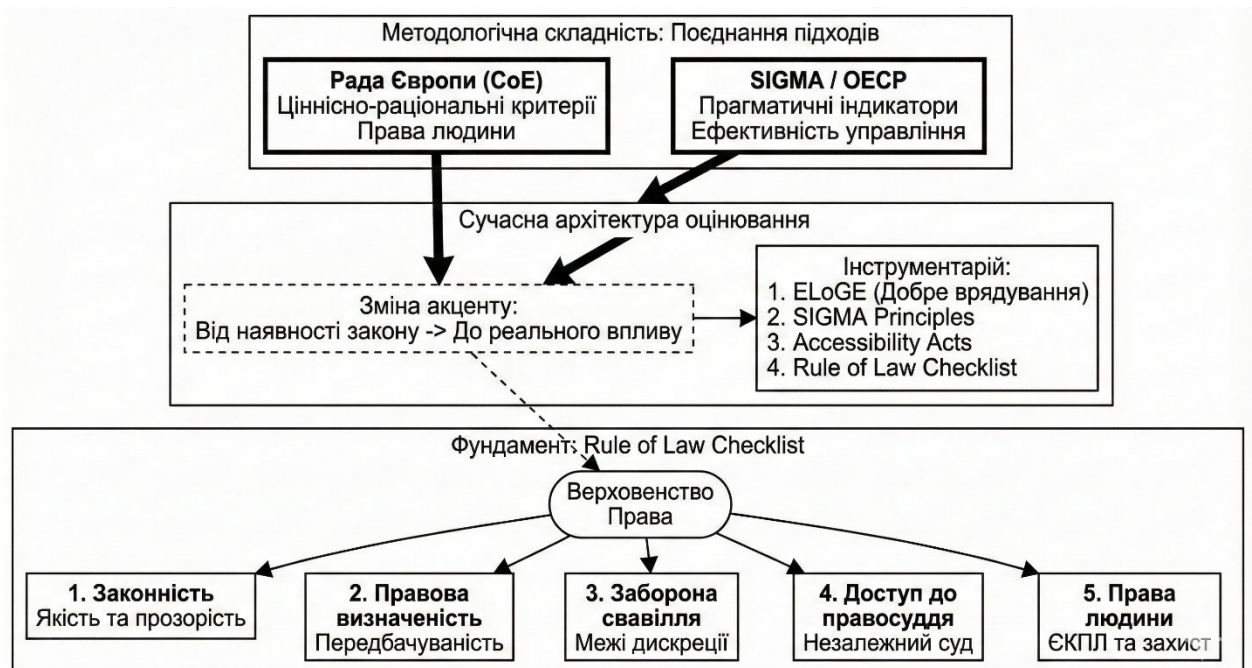 Методологічна складність: Поєднання підходів
Рада Європи (CoE)
Ціннісно-раціональні критерії
Права людини
SIGMA / ОЕСР
Прагматичні індикатори
Ефективність управління
Сучасна архітектура оцінювання
Зміна акценту:
Від наявності закону -> До реального впливу
Інструментарій:
1. ELoGE (Добре врядування)
2. SIGMA Principles
3. Accessibility Acts
4. Rule of Law Checklist
Фундамент: Rule of Law Checklist
Верховенство
Права
1. Законність
Якість та прозорість
2. Правова
визначеність
Передбачуваність
3. Заборона
свавілля
Межі дискреції
4. Доступ до
правосуддя
Незалежний суд
5. Права
людини
ЄКПЛ та захист